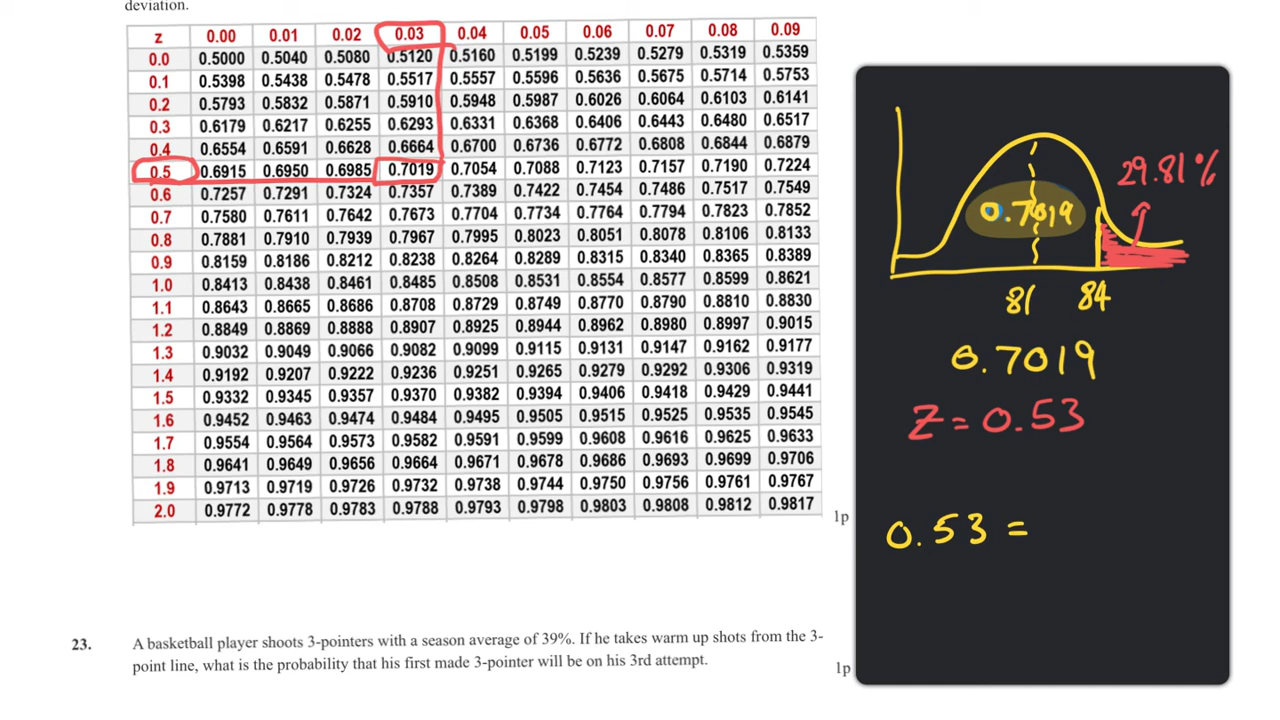 deviation.
z 0.00 0.01 0.02 0.03 0.04 0.05 0.06 0.07 0.08 0.09
0.0 0.5000 0.5040 0.5080 0.5120 0.5160 0.5199 0.5239 0.5279 0.5319 0.5359
0.1 0.5398 0.5438 0.5478 0.5517 0.5557 0.5596 0.5636 0.5675 0.5714 0.5753
0.2 0.5793 0.5832 0.5871 0.5910 0.5948 0.5987 0.6026 0.6064 0.6103 0.6141
0.3 0.6179 0.6217 0.6255 0.6293 0.6331 0.6368 0.6406 0.6443 0.6480 0.6517
0.4 0.6554 0.6591 0.6628 0.6664 0.6700 0.6736 0.6772 0.6808 0.6844 0.6879
0.5 0.6915 0.6950 0.6985 0.7019 0.7054 0.7088 0.7123 0.7157 0.7190 0.7224
0.6 0.7257 0.7291 0.7324 0.7357 0.7389 0.7422 0.7454 0.7486 0.7517 0.7549
0.7 0.7580 0.7611 0.7642 0.7673 0.7704 0.7734 0.7764 0.7794 0.7823 0.7852
0.8 0.7881 0.7910 0.7939 0.7967 0.7995 0.8023 0.8051 0.8078 0.8106 0.8133
0.9 0.8159 0.8186 0.8212 0.8238 0.8264 0.8289 0.8315 0.8340 0.8365 0.8389
1.0 0.8413 0.8438 0.8461 0.8485 0.8508 0.8531 0.8554 0.8577 0.8599 0.8621
1.1 0.8643 0.8665 0.8686 0.8708 0.8729 0.8749 0.8770 0.8790 0.8810 0.8830
1.2 0.8849 0.8869 0.8888 0.8907 0.8925 0.8944 0.8962 0.8980 0.8997 0.9015
1.3 0.9032 0.9049 0.9066 0.9082 0.9099 0.9115 0.9131 0.9147 0.9162 0.9177
1.4 0.9192 0.9207 0.9222 0.9236 0.9251 0.9265 0.9279 0.9292 0.9306 0.9319
1.5 0.9332 0.9345 0.9357 0.9370 0.9382 0.9394 0.9406 0.9418 0.9429 0.9441
1.6 0.9452 0.9463 0.9474 0.9484 0.9495 0.9505 0.9515 0.9525 0.9535 0.9545
1.7 0.9554 0.9564 0.9573 0.9582 0.9591 0.9599 0.9608 0.9616 0.9625 0.9633
1.8 0.9641 0.9649 0.9656 0.9664 0.9671 0.9678 0.9686 0.9693 0.9699 0.9706
1.9 0.9713 0.9719 0.9726 0.9732 0.9738 0.9744 0.9750 0.9756 0.9761 0.9767
2.0 0.9772 0.9778 0.9783 0.9788 0.9793 0.9798 0.9803 0.9808 0.9812 0.9817
1p
23. A basketball player shoots 3-pointers with a season average of 39%. If he takes warm up shots from the 3-
point line, what is the probability that his first made 3-pointer will be on his 3rd attempt.
1p
29.81%
0.7019
81 84
0.7019
Z = 0.53
0.53 =